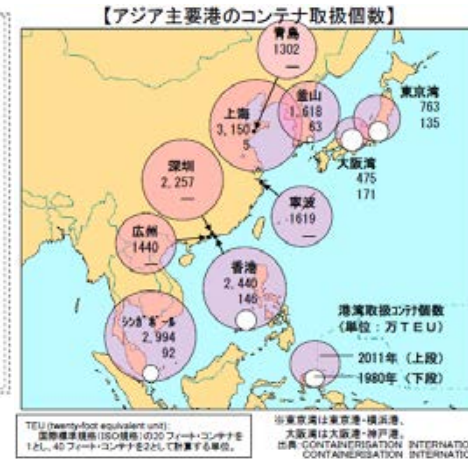 【アジア主要港のコンテナ取扱個数】
青島
1302
—
上海
3,150
5
釜山
1,618
63
東京湾
763
135
大阪湾
475
171
深圳
2,257
—
寧波
1619
—
広州
1440
—
香港
2,440
146
シンガポール
2,994
92
港湾取扱コンテナ個数
(単位:万TEU)
2011年(上段)
1980年(下段)
TEU (twenty-foot equivalent unit):
国際標準規格(ISO規格)の20フィート・コンテナを
1とし、40フィート・コンテナを2として計算する単位。
※東京湾は東京港・横浜港、
大阪湾は大阪港・神戸港。
出典:CONTAINERISATION INTERNATIO
CONTAINERISATION INTERNATIO